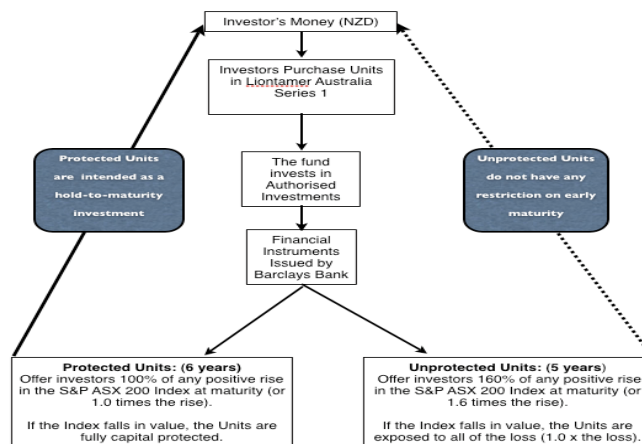 Investor's Money (NZD)
Investors Purchase Units
in Liontamer Australia
Series 1
Protected Units
are intended as a
hold-to-maturity
investment
The fund
invests in
Authorised
Investments
Unprotected Units
do not have any
restriction on early
maturity
Financial
Instruments
Issued by
Barclays Bank
Protected Units: (6 years)
Offer investors 100% of any positive rise
in the S&P ASX 200 Index at maturity (or
1.0 times the rise).
If the Index falls in value, the Units are
fully capital protected.
Unprotected Units: (5 years)
Offer investors 160% of any positive rise
in the S&P ASX 200 Index at maturity (or
1.6 times the rise).
If the Index falls in value, the Units are
exposed to all of the loss (1.0 x the loss).